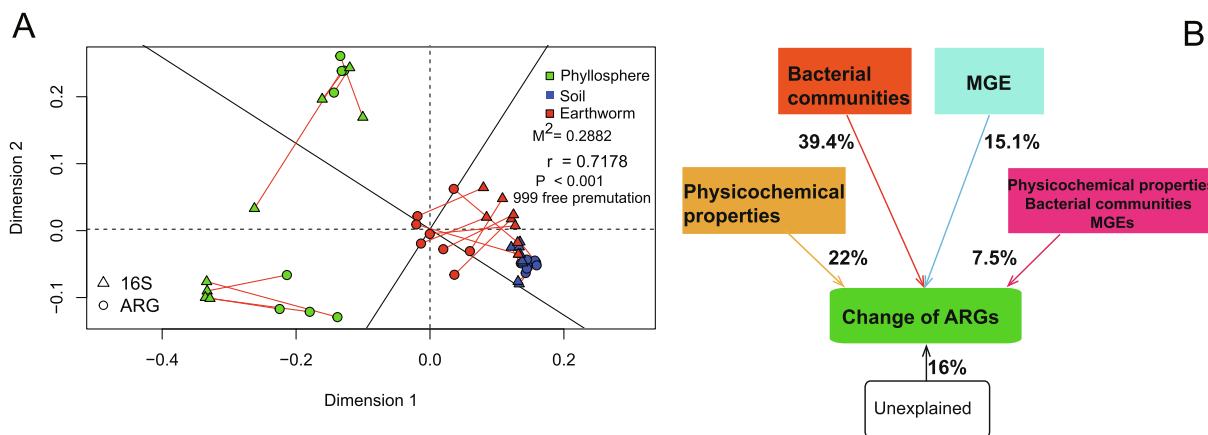 A
Dimension 2
0.2
0.1
0.0
−0.1
−0.4
−0.2
0.0
0.2
Dimension 1
Phyllosphere
Soil
Earthworm
M2 = 0.2882
r = 0.7178
P < 0.001
999 free premutation
16S
ARG
B
Bacterial
communities
MGE
39.4%
15.1%
Physicochemical
properties
Physicochemical properties
Bacterial communities
MGEs
22%
7.5%
Change of ARGs
16%
Unexplained